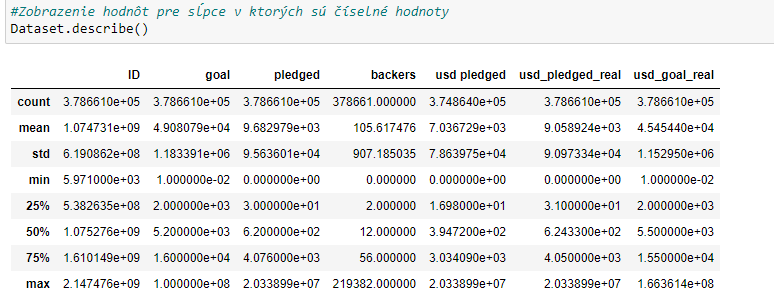 #Zobrazenie hodnôt pre sĺpce v ktorých sú číselné hodnoty
Dataset.describe()
ID goal pledged backers usd pledged usd_pledged_real usd_goal_real
count 3.786610e+05 3.786610e+05 3.786610e+05 378661.000000 3.748640e+05 3.786610e+05 3.786610e+05
mean 1.074731e+09 4.908079e+04 9.682979e+03 105.617476 7.036729e+03 9.058924e+03 4.545440e+04
std 6.190862e+08 1.183391e+06 9.563601e+04 907.185035 7.863975e+04 9.097334e+04 1.152950e+06
min 5.971000e+03 1.000000e-02 0.000000e+00 0.000000 0.000000e+00 0.000000e+00 1.000000e-02
25% 5.382635e+08 2.000000e+03 3.000000e+01 2.000000 1.698000e+01 3.100000e+01 2.000000e+03
50% 1.075276e+09 5.200000e+03 6.200000e+02 12.000000 3.947200e+02 6.243300e+02 5.500000e+03
75% 1.610149e+09 1.600000e+04 4.076000e+03 56.000000 3.034090e+03 4.050000e+03 1.550000e+04
max 2.147476e+09 1.000000e+08 2.033899e+07 219382.000000 2.033899e+07 2.033899e+07 1.663614e+08